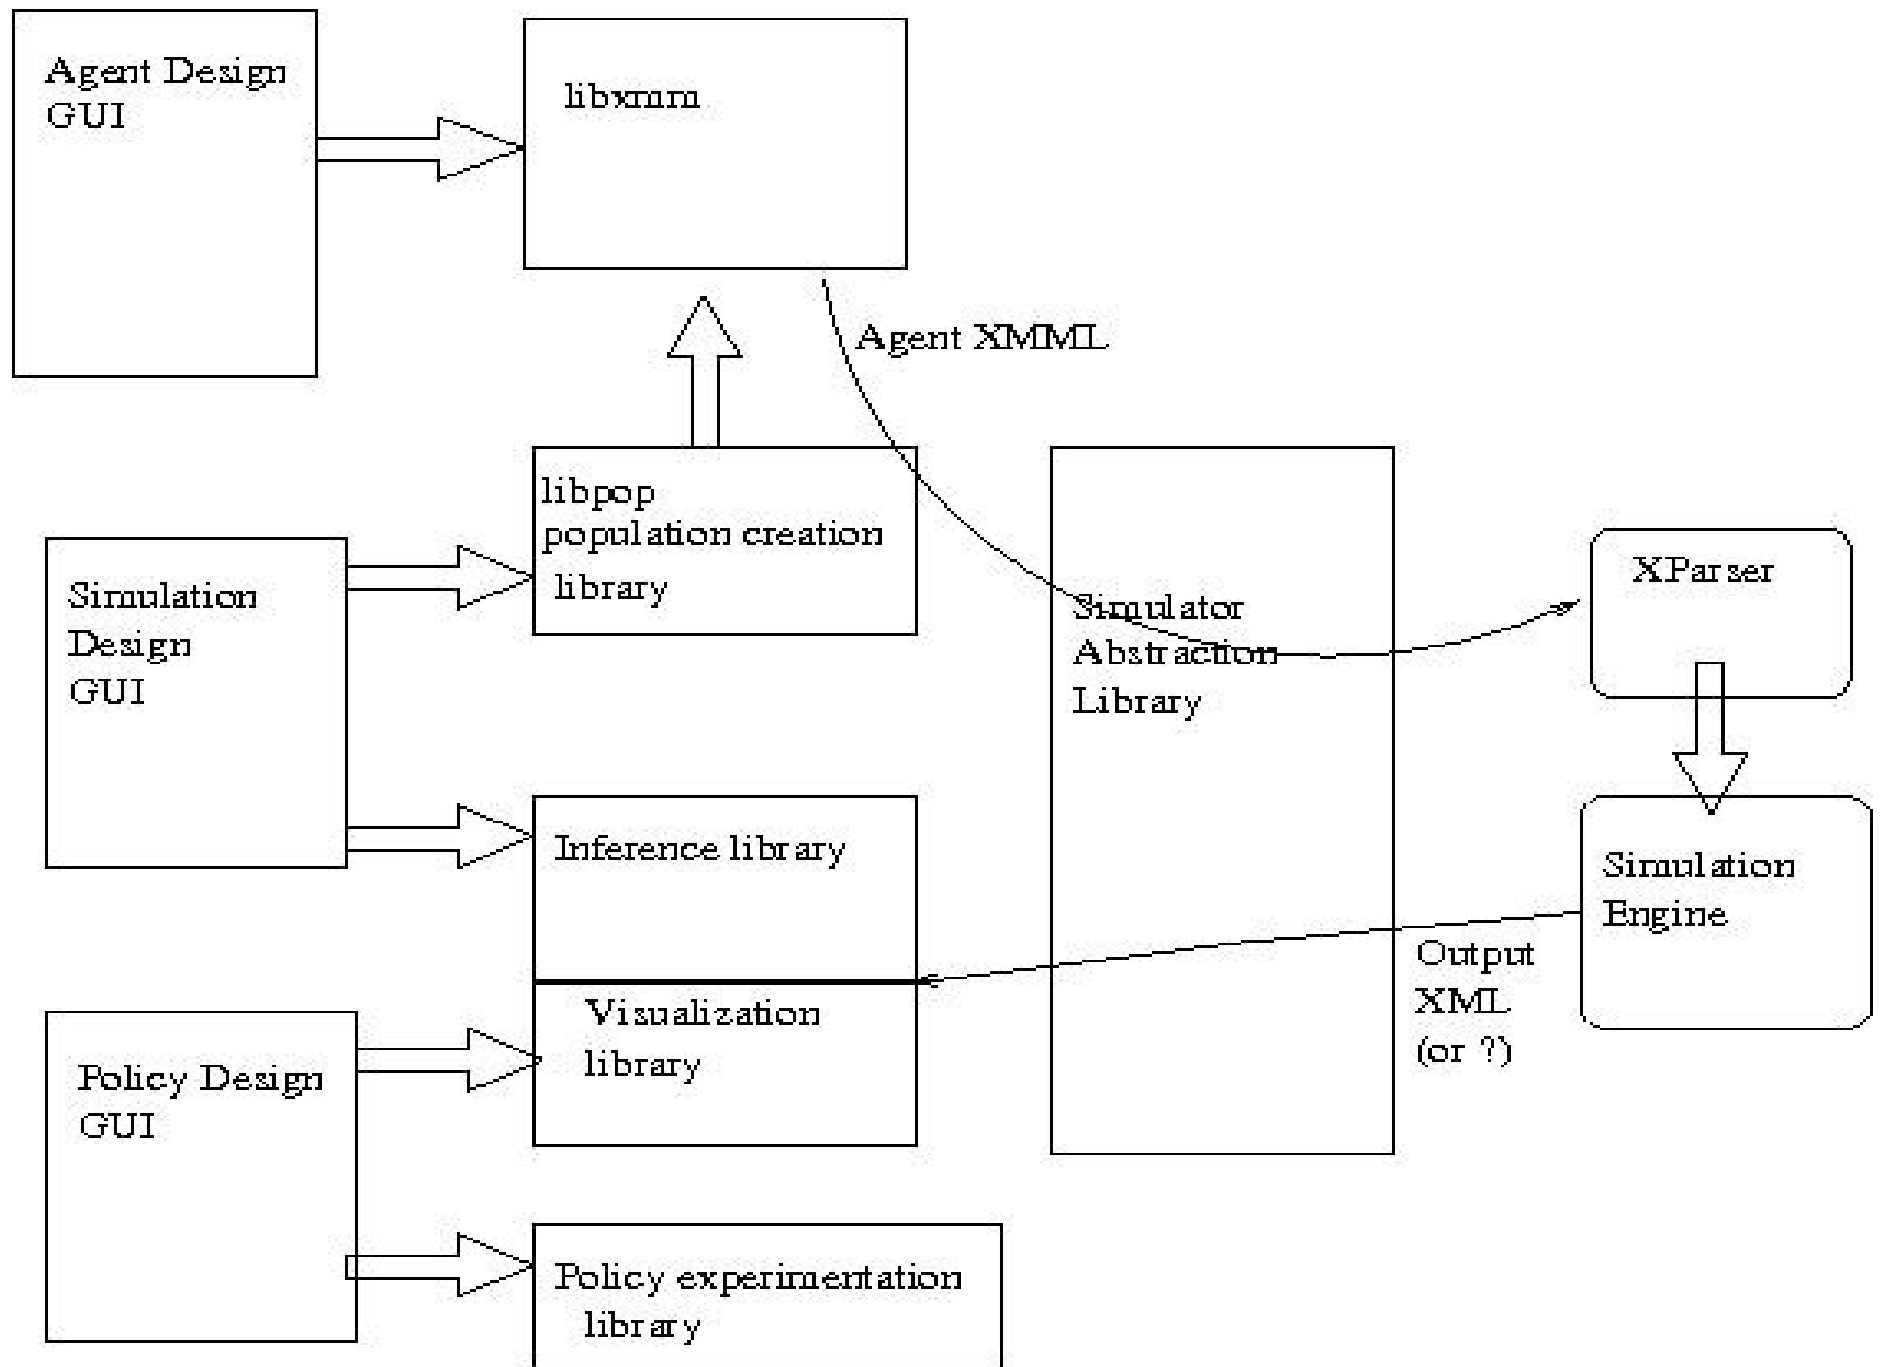 Agent Design
GUI
libxmm
Agent XMML
libpop
population creation
library
Simulation
Design
GUI
Simulator
Abstraction
Library
XParser
Inference library
Simulation
Engine
Output
XML
(or ?)
Visualization
library
Policy Design
GUI
Policy experimentation
library